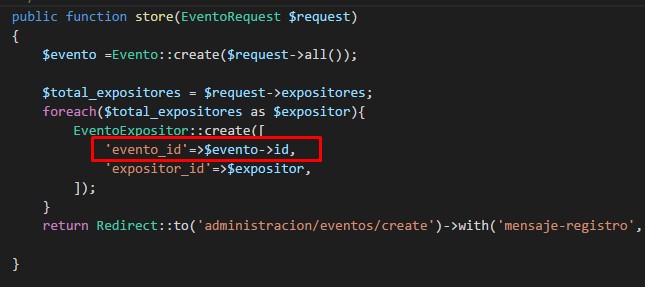 public function store(EventoRequest $request)
{
$evento =Evento::create($request->all());
$total_expositores = $request->expositores;
foreach($total_expositores as $expositor){
EventoExpositor::create([
'evento_id'=>$evento->id,
'expositor_id'=>$expositor,
]);
}
return Redirect::to('administracion/eventos/create')->with('mensaje-registro',
}